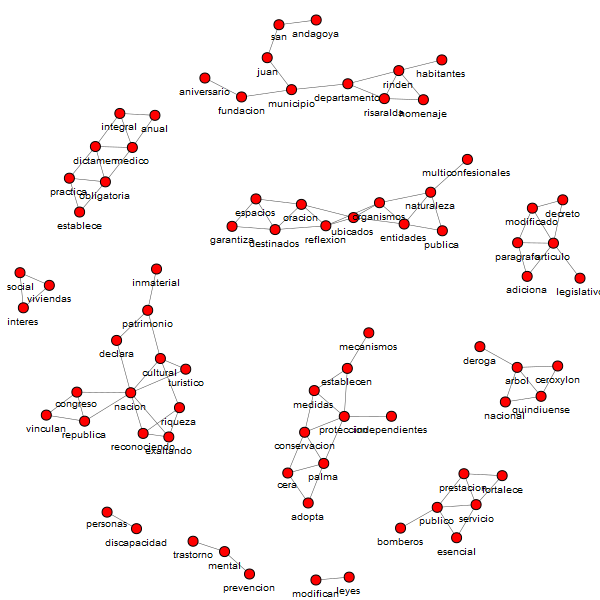 san
andagoya
juan
habitantes
rinden
aniversario
departamento
fundacion
municipio
risaralda
homenaje
integral
anual
dictamen
medico
practica
obligatoria
establece
multiconfesionales
naturaleza
espacios
oracion
organismos
ubicados
garantiza
destinados
reflexion
entidades
publica
decreto
modificado
paragrafo
articulo
adiciona
legislativo
social
viviendas
interes
inmaterial
patrimonio
declara
cultural
turistico
congreso
nacion
vinculan
republica
riqueza
reconociendo
exaltando
mecanismos
establecen
medidas
proteccion
independientes
conservacion
cera
palma
adopta
deroga
arbol
ceroxylon
nacional
quindiuense
prestacion
fortalece
publico
servicio
bomberos
esencial
personas
discapacidad
trastorno
mental
prevencion
modifican
leyes